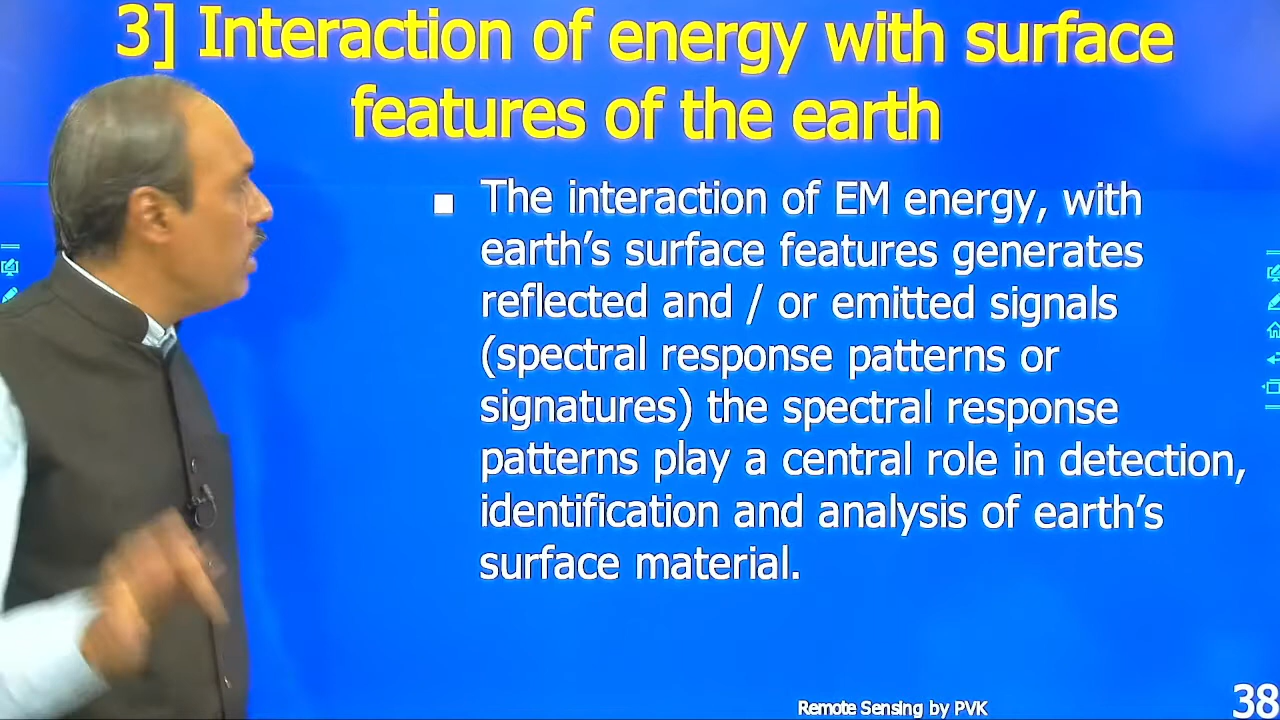 3] Interaction of energy with surface
features of the earth
■ The interaction of EM energy, with
earth’s surface features generates
reflected and / or emitted signals
(spectral response patterns or
signatures) the spectral response
patterns play a central role in detection,
identification and analysis of earth’s
surface material.
Remote Sensing by PVK
38